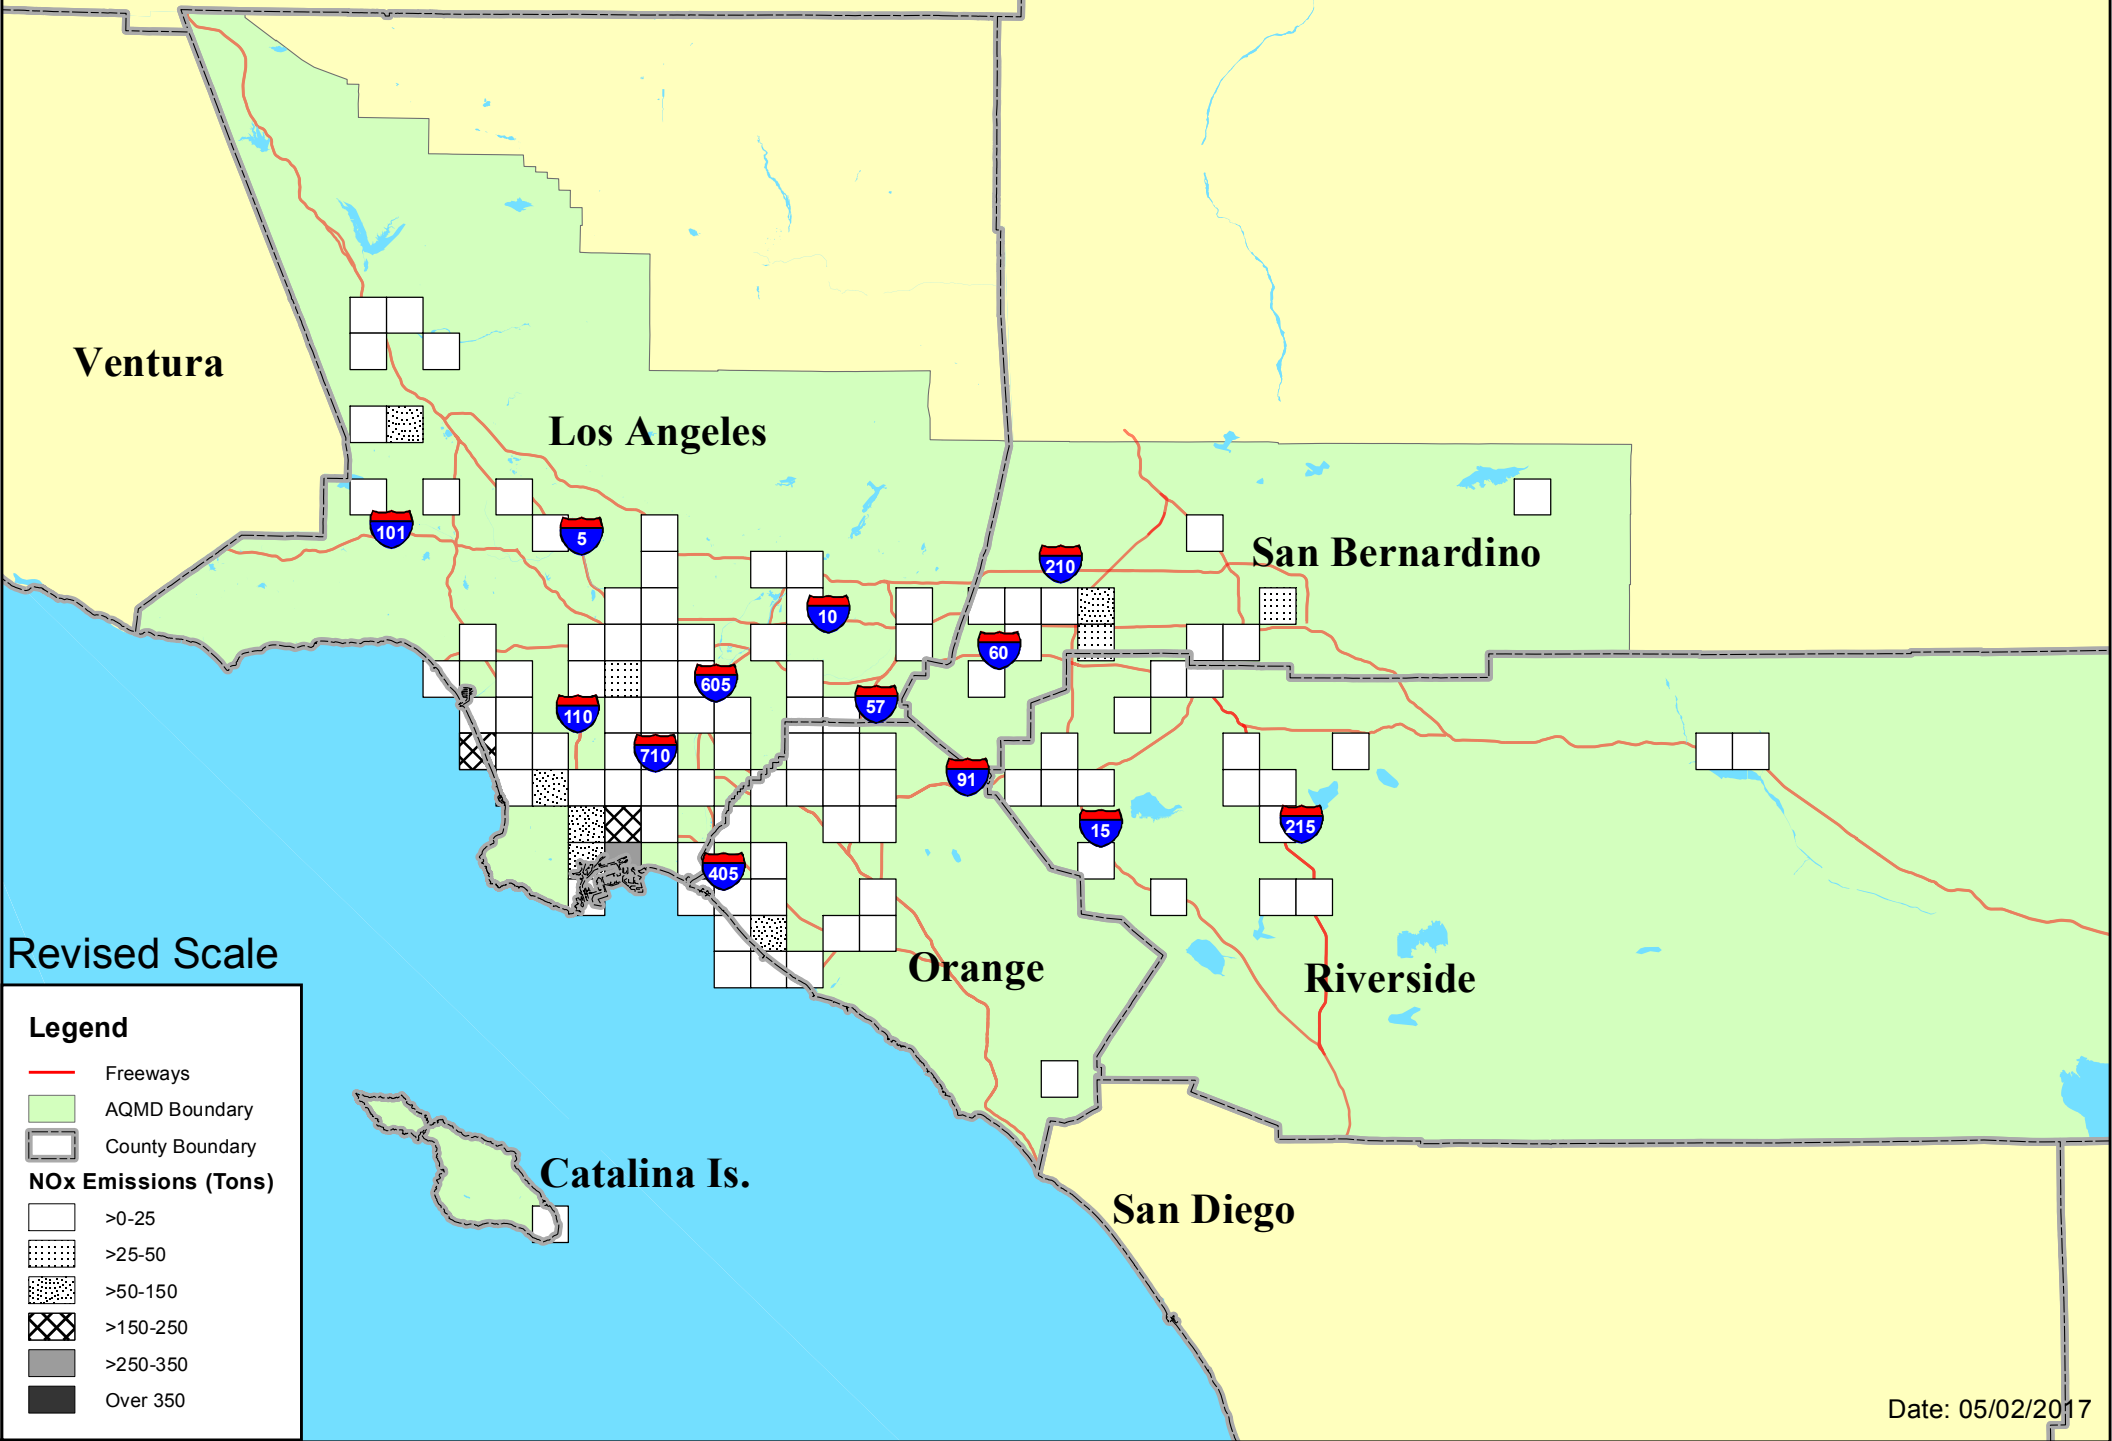 Ventura
Los Angeles
101
5
210
San Bernardino
10
60
605
57
110
710
91
15
215
405
Revised Scale
Orange
Riverside
Legend
Freeways
AQMD Boundary
County Boundary
NOx Emissions (Tons)
>0-25
>25-50
>50-150
>150-250
>250-350
Over 350
Catalina Is.
San Diego
Date: 05/02/2017